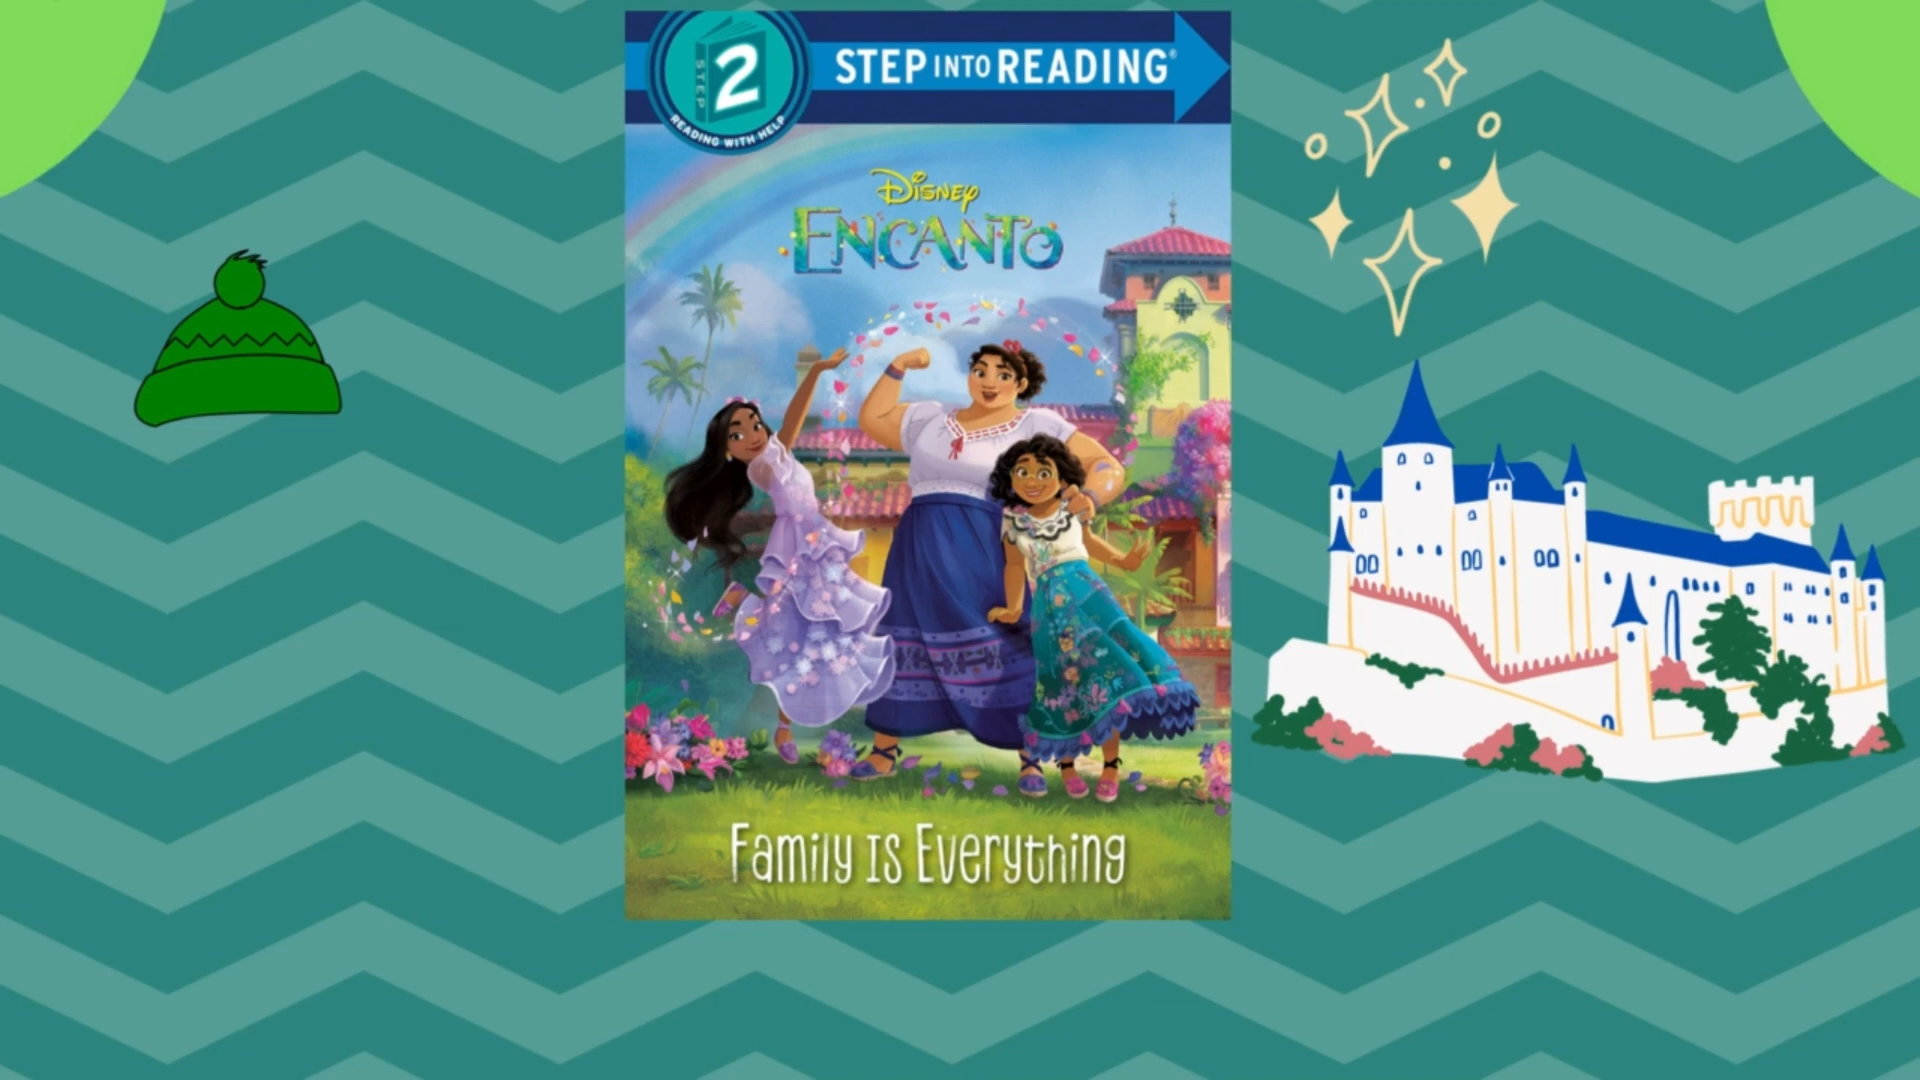 STEP
2
READING WITH HELP
STEP INTO READING®
Disney
ENCANTO
Family Is Everything